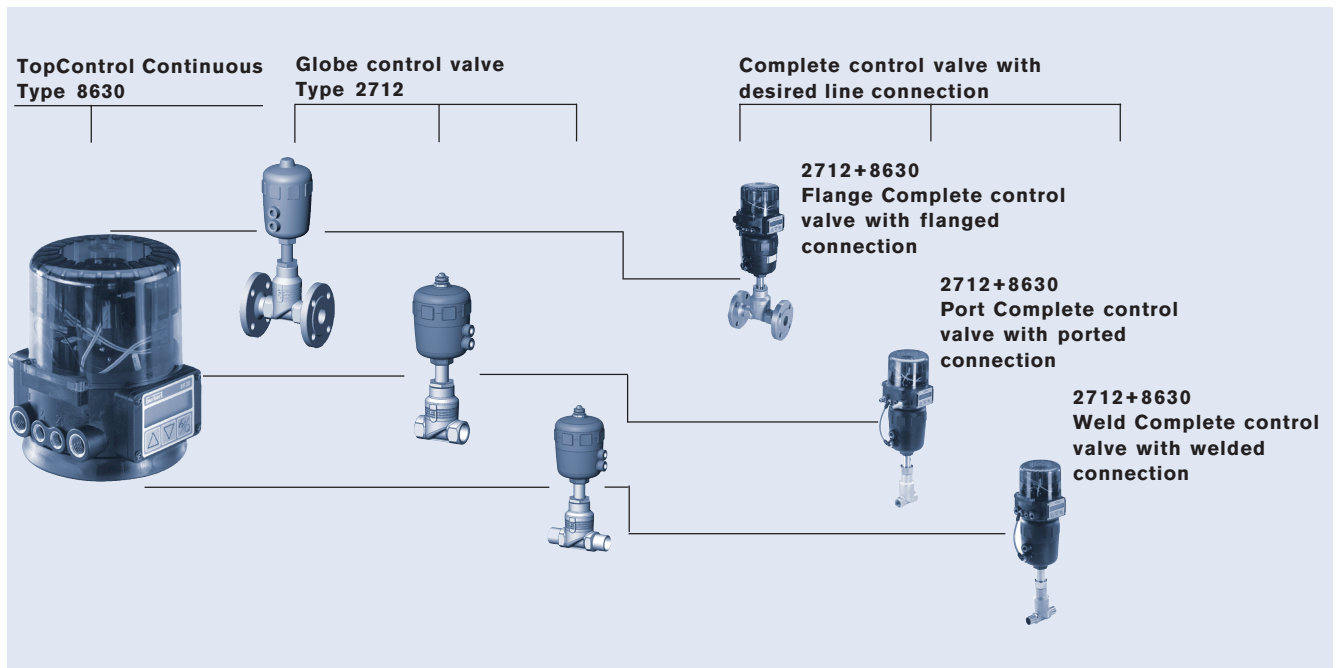 TopControl Continuous
Type 8630
Globe control valve
Type 2712
Complete control valve with
desired line connection
2712+8630
Flange Complete control
valve with flanged
connection
2712+8630
Port Complete control
valve with ported
connection
2712+8630
Weld Complete control
valve with welded
connection